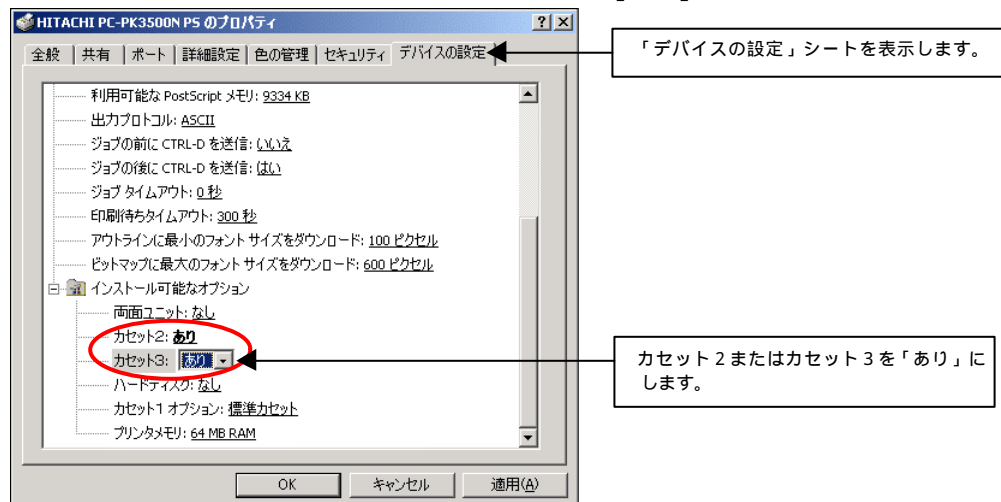 HITACHI PC-PK3500N PS のプロパティ
全般 共有 ポート 詳細設定 色の管理 セキュリティ デバイスの設定
「デバイスの設定」シートを表示します。
利用可能な PostScript メモリ: 9334 KB
出力プロトコル: ASCII
ジョブの前に CTRL-D を送信: いいえ
ジョブの後に CTRL-D を送信: はい
ジョブ タイムアウト: 0 秒
印刷待ちタイムアウト: 300 秒
アウトラインに最小のフォント サイズをダウンロード: 100 ピクセル
ビットマップに最大のフォント サイズをダウンロード: 600 ピクセル
インストール可能なオプション
両面ユニット: なし
カセット2: あり
カセット3: あり
カセット2またはカセット3を「あり」に
します。
ハードディスク: なし
カセット1 オプション: 標準カセット
プリンタメモリ: 64 MB RAM
OK キャンセル 適用(A)